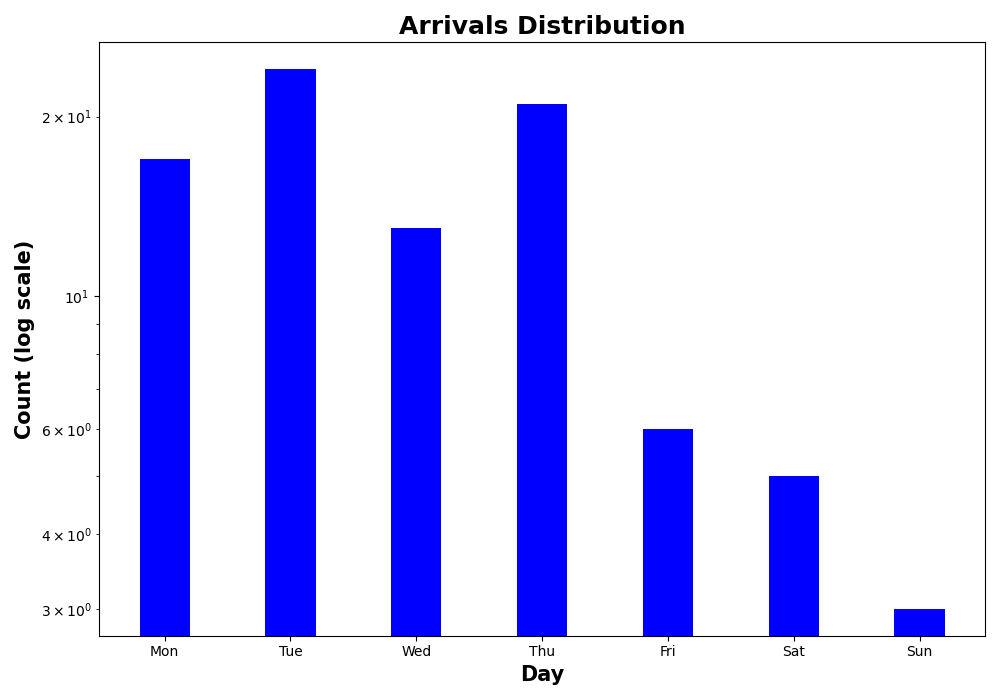 Arrivals Distribution
Count (log scale)
2 × 10¹
10¹
6 × 10⁰
4 × 10⁰
3 × 10⁰
Mon Tue Wed Thu Fri Sat Sun
Day